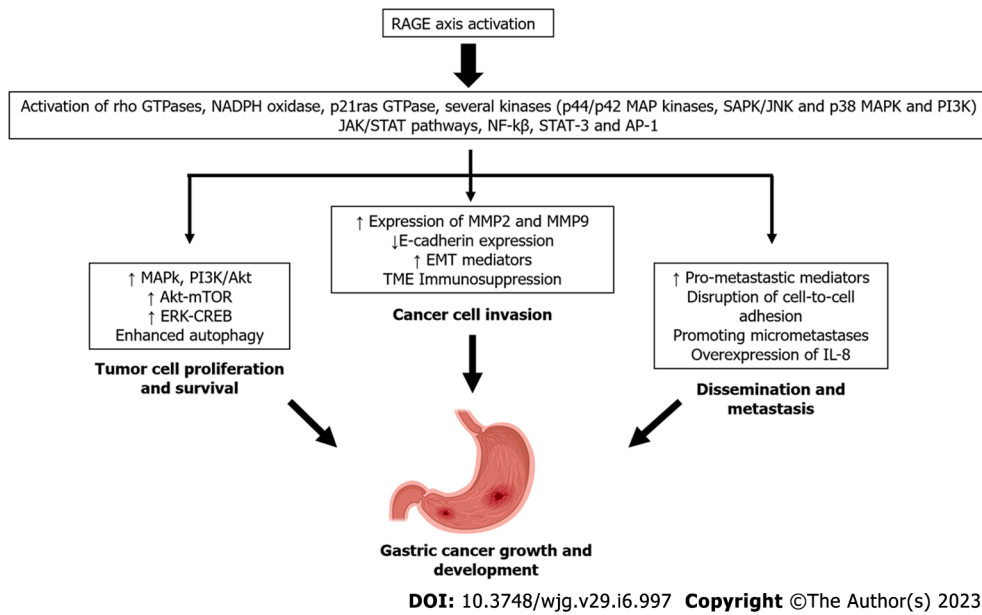 RAGE axis activation
Activation of rho GTPases, NADPH oxidase, p21ras GTPase, several kinases (p44/p42 MAP kinases, SAPK/JNK and p38 MAPK and PI3K)
JAK/STAT pathways, NF-kβ, STAT-3 and AP-1
↑ MAPk, PI3K/Akt
↑ Akt-mTOR
↑ ERK-CREB
Enhanced autophagy
Tumor cell proliferation
and survival
↑ Expression of MMP2 and MMP9
↓E-cadherin expression
↑ EMT mediators
TME Immunosuppression
Cancer cell invasion
↑ Pro-metastastic mediators
Disruption of cell-to-cell
adhesion
Promoting micrometastases
Overexpression of IL-8
Dissemination and
metastasis
Gastric cancer growth and
development
DOI: 10.3748/wjg.v29.i6.997 Copyright ©The Author(s) 2023